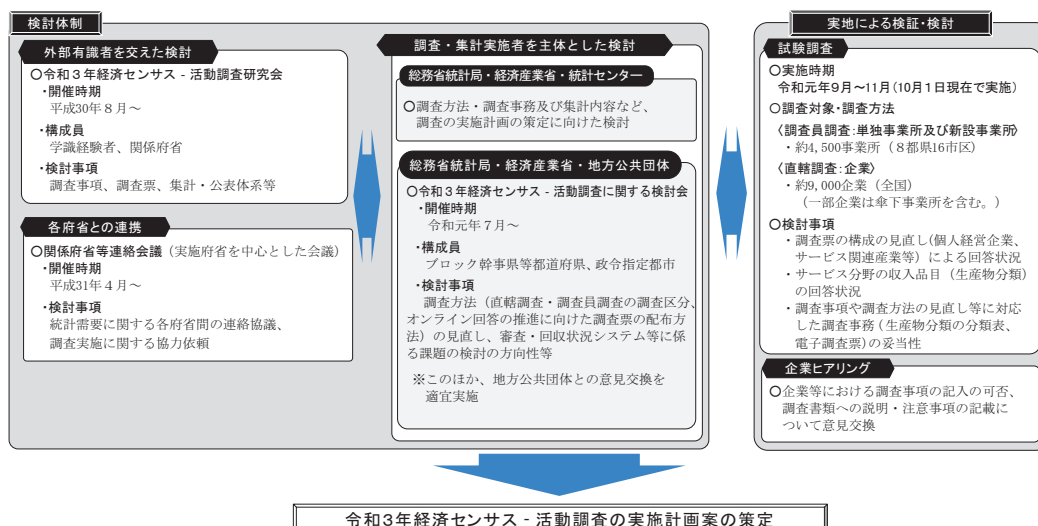 検討体制
外部有識者を交えた検討
○令和３年経済センサス‐活動調査研究会
・開催時期
平成30年８月～
・構成員
学識経験者、関係府省
・検討事項
調査事項、調査票、集計・公表体系等
各府省との連携
○関係府省等連絡会議（実施府省を中心とした会議）
・開催時期
平成31年４月～
・検討事項
統計需要に関する各府省間の連絡協議、
調査実施に関する協力依頼
調査・集計実施者を主体とした検討
総務省統計局・経済産業省・統計センター
○調査方法・調査事務及び集計内容など、
調査の実施計画の策定に向けた検討
総務省統計局・経済産業省・地方公共団体
○令和３年経済センサス‐活動調査に関する検討会
・開催時期
令和元年７月～
・構成員
ブロック幹事県等都道府県、政令指定都市
・検討事項
調査方法（直轄調査・調査員調査の調査区分、
オンライン回答の推進に向けた調査票の配布方
法）の見直し、審査・回収状況システム等に係
る課題の検討の方向性等
※このほか、地方公共団体との意見交換を
適宜実施
実地による検証・検討
試験調査
○実施時期
令和元年９月～11月（10月１日現在で実施）
○調査対象・調査方法
〈調査員調査：単独事業所及び新設事業所〉
・約4,500事業所（８都県16市区）
〈直轄調査：企業〉
・約9,000企業（全国）
（一部企業は傘下事業所を含む。）
○検討事項
・調査票の構成の見直し（個人経営企業、
サービス関連産業等）による回答状況
・サービス分野の収入品目（生産物分類）
の回答状況
・調査事項や調査方法の見直し等に対応
した調査事務（生産物分類の分類表、
電子調査票）の妥当性
企業ヒアリング
○企業等における調査事項の記入の可否、
調査書類への説明・注意事項の記載に
ついて意見交換
令和3年経済センサス‐活動調査の実施計画案の策定